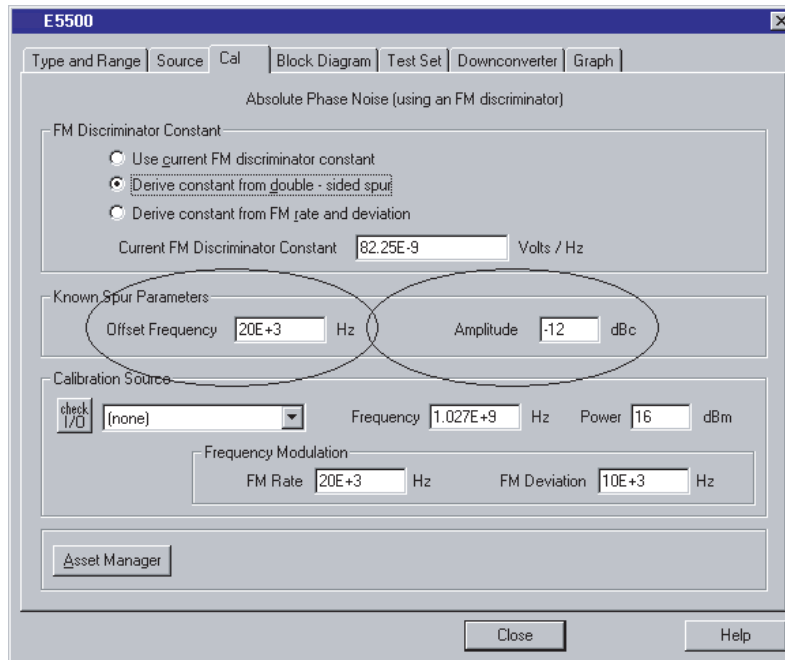 E5500
Type and Range Source Cal Block Diagram Test Set Downconverter Graph
Absolute Phase Noise (using an FM discriminator)
FM Discriminator Constant
Use current FM discriminator constant
Derive constant from double - sided spur
Derive constant from FM rate and deviation
Current FM Discriminator Constant 82.25E-9 Volts / Hz
Known Spur Parameters
Offset Frequency 20E+3 Hz Amplitude -12 dBc
Calibration Source
check I/O (none) Frequency 1.027E+9 Hz Power 16 dBm
Frequency Modulation
FM Rate 20E+3 Hz FM Deviation 10E+3 Hz
Asset Manager
Close Help